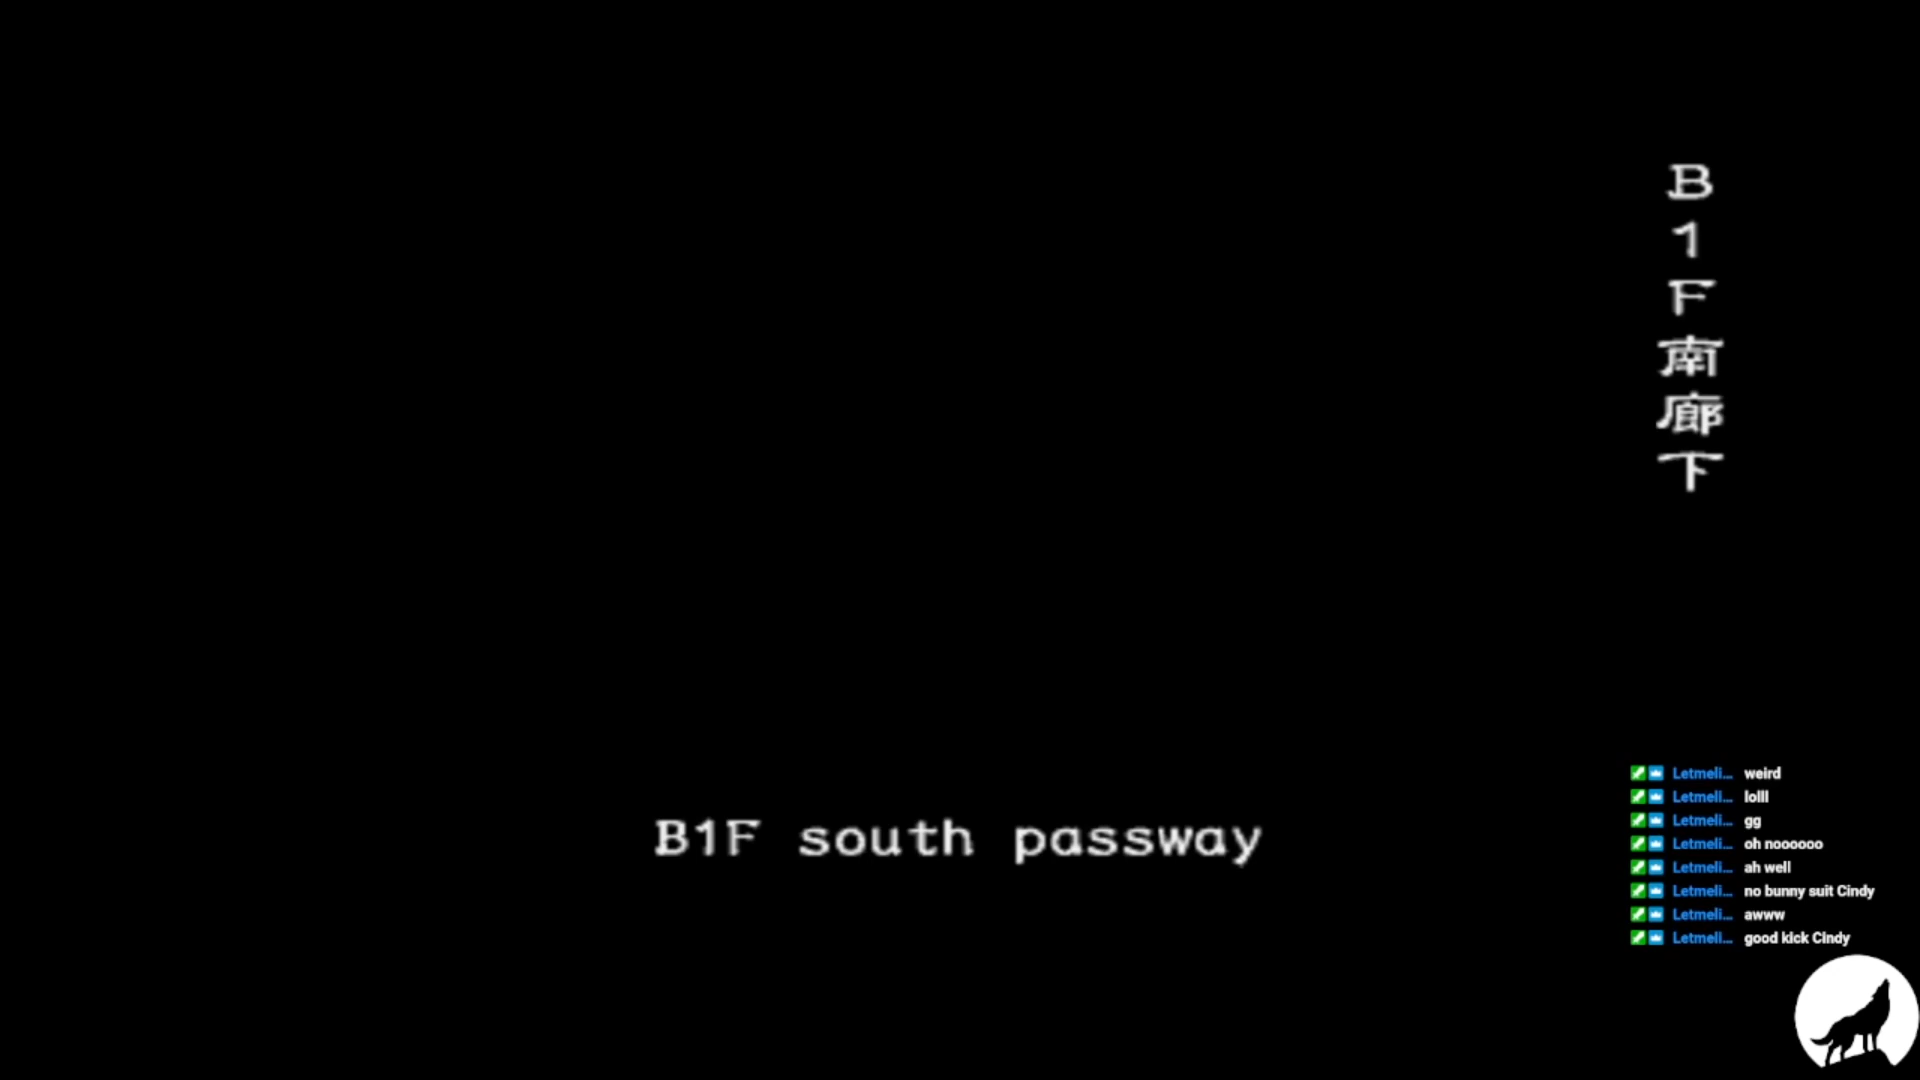 B1F南廊下
B1F south passway
Letmeli... weird
Letmeli... lolll
Letmeli... gg
Letmeli... oh noooooo
Letmeli... ah well
Letmeli... no bunny suit Cindy
Letmeli... awww
Letmeli... good kick Cindy